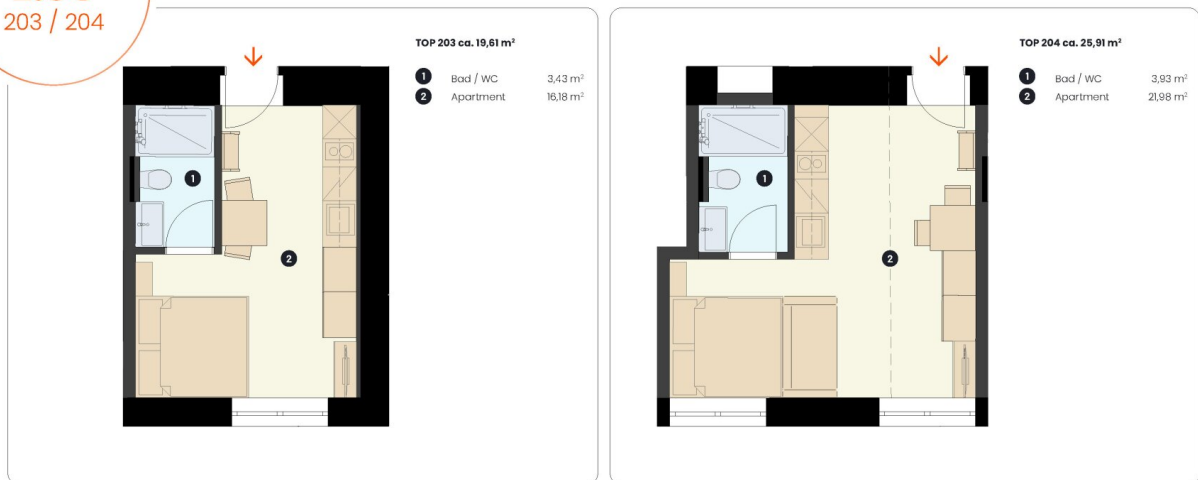 203 / 204
TOP 203 ca. 19,61 m²
1 Bad / WC 3,43 m²
2 Apartment 16,18 m²
1
2
TOP 204 ca. 25,91 m²
1 Bad / WC 3,93 m²
2 Apartment 21,98 m²
1
2